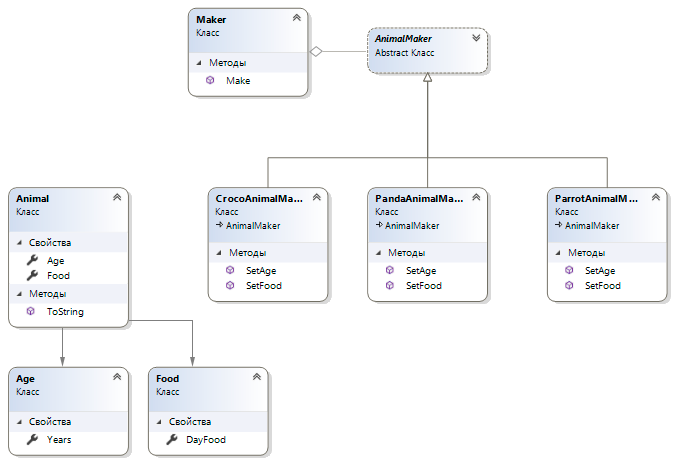 Maker
Класс
Методы
Make
AnimalMaker
Abstract Класс
Animal
Класс
Свойства
Age
Food
Методы
ToString
CrocoAnimalMa...
Класс
AnimalMaker
Методы
SetAge
SetFood
PandaAnimalMa...
Класс
AnimalMaker
Методы
SetAge
SetFood
ParrotAnimalM...
Класс
AnimalMaker
Методы
SetAge
SetFood
Age
Класс
Свойства
Years
Food
Класс
Свойства
DayFood